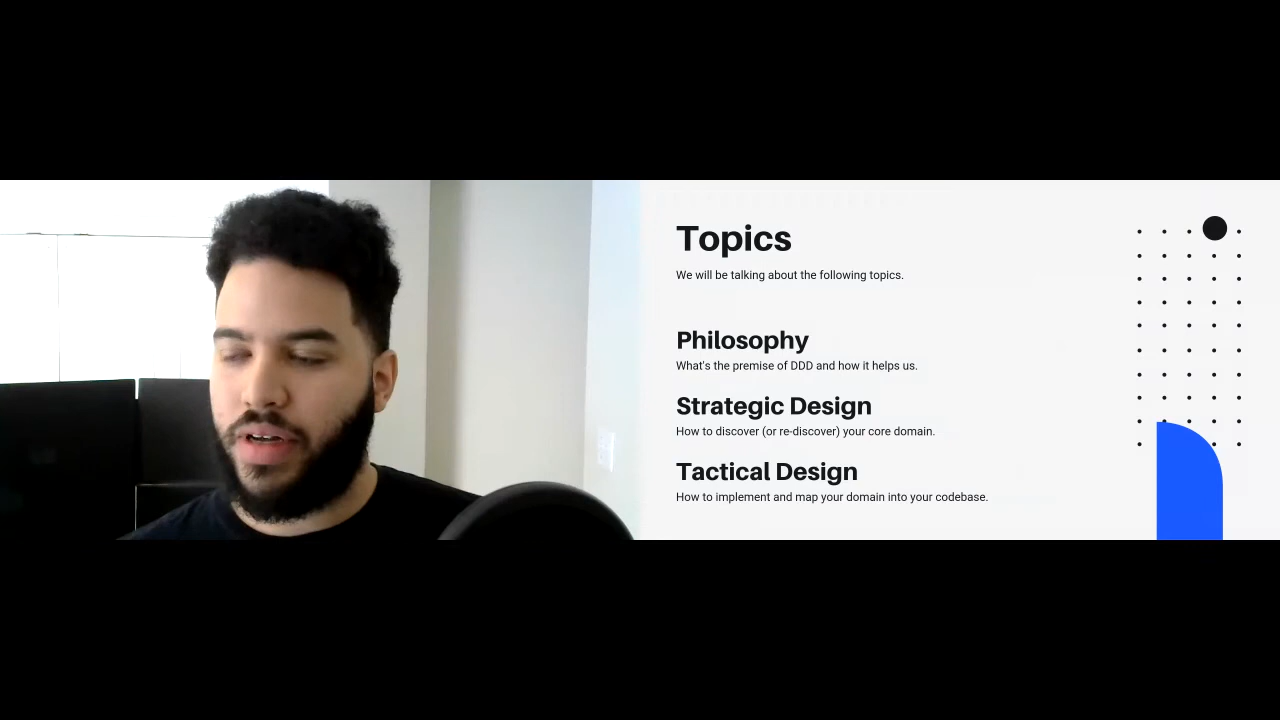 Topics
We will be talking about the following topics.
Philosophy
What's the premise of DDD and how it helps us.
Strategic Design
How to discover (or re-discover) your core domain.
Tactical Design
How to implement and map your domain into your codebase.